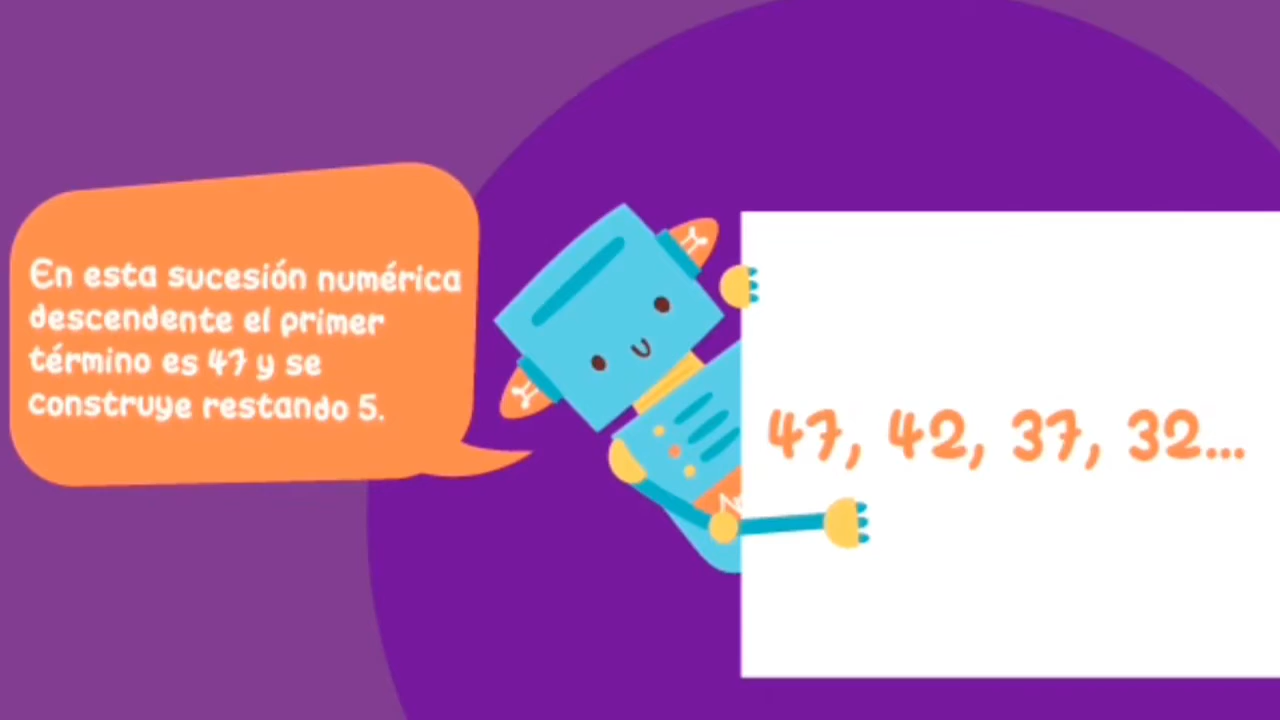 En esta sucesión numérica
descendente el primer
término es 47 y se
construye restando 5.
47, 42, 37, 32...